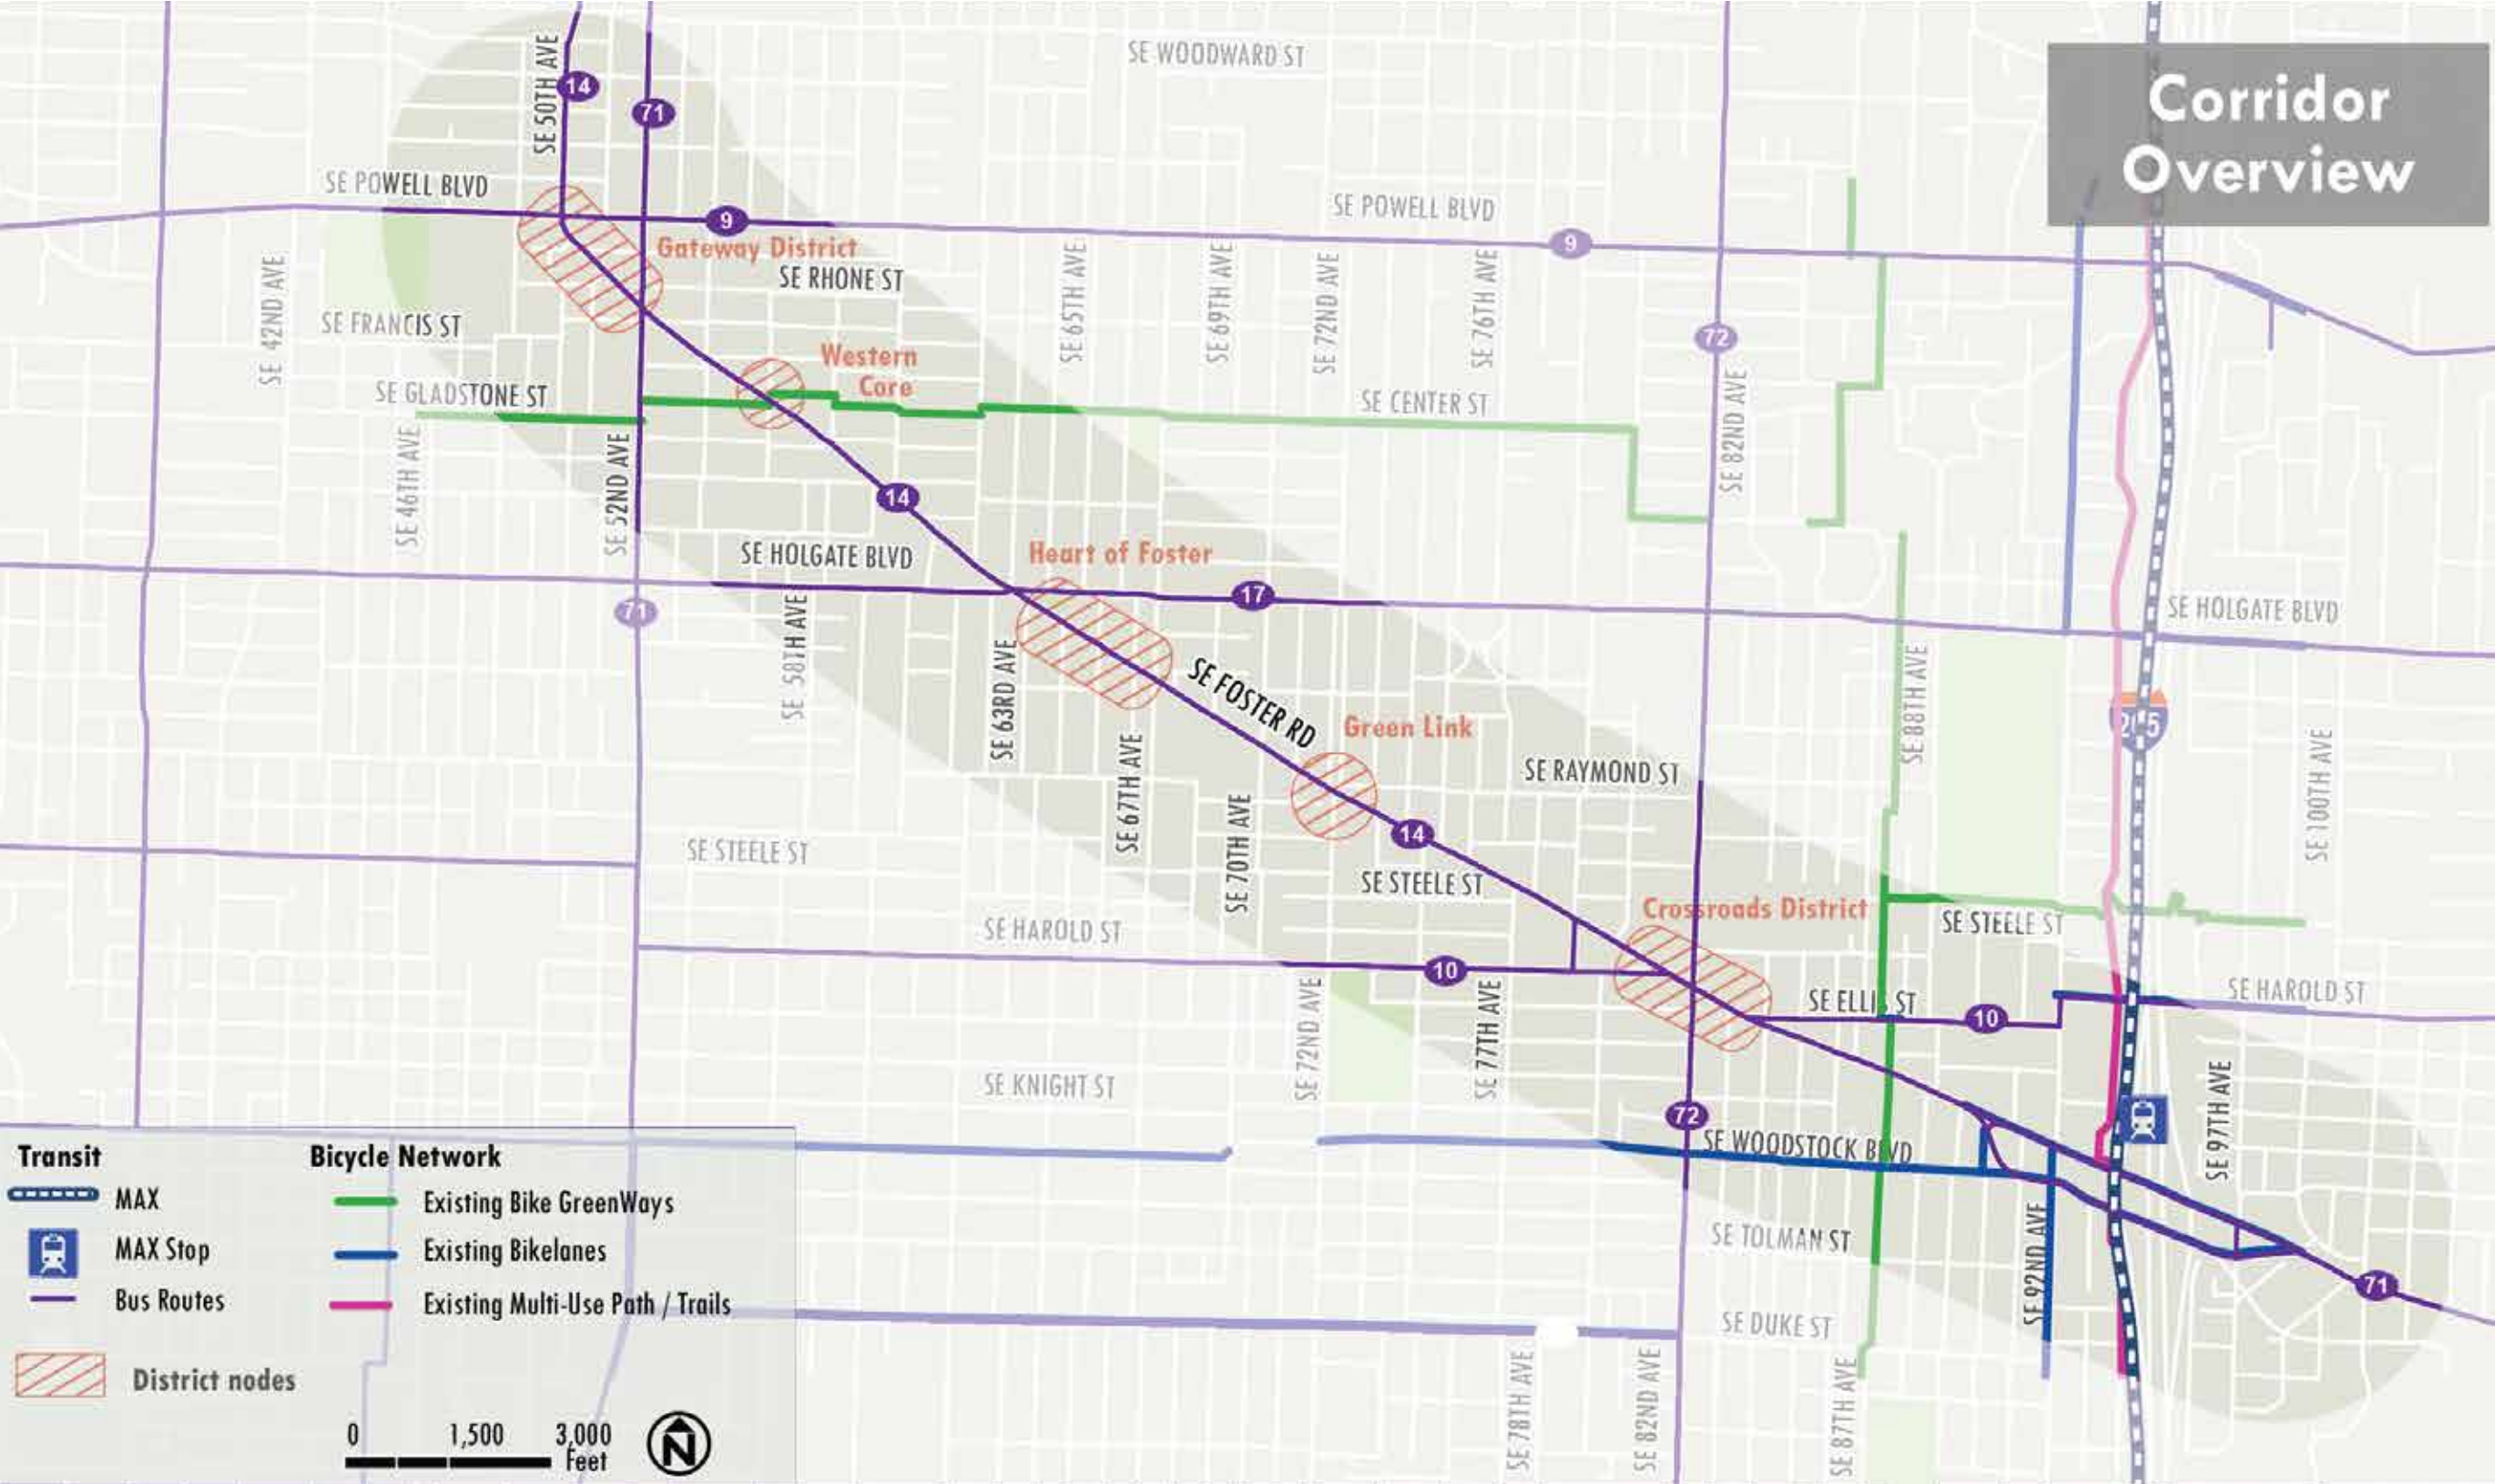 Corridor
Overview
SE WOODWARD ST
SE 50TH AVE
14
71
SE POWELL BLVD
9
SE POWELL BLVD
9
Gateway District
SE RHONE ST
SE 42ND AVE
SE FRANCIS ST
SE 65TH AVE
SE 69TH AVE
SE 72ND AVE
SE 76TH AVE
72
Western
Core
SE GLADSTONE ST
SE CENTER ST
SE 82ND AVE
SE 46TH AVE
SE 52ND AVE
14
SE HOLGATE BLVD
Heart of Foster
17
71
SE HOLGATE BLVD
SE 58TH AVE
SE 63RD AVE
SE FOSTER RD
SE 88TH AVE
205
Green Link
SE RAYMOND ST
SE 67TH AVE
SE 70TH AVE
SE 100TH AVE
14
SE STEELE ST
SE STEELE ST
Crossroads District
SE STEELE ST
SE HAROLD ST
10
SE 72ND AVE
SE 77TH AVE
SE ELLIS ST
10
SE HAROLD ST
SE KNIGHT ST
72
SE WOODSTOCK BLVD
SE 97TH AVE
SE TOLMAN ST
SE 92ND AVE
71
SE DUKE ST
SE 78TH AVE
SE 82ND AVE
SE 87TH AVE
Transit
MAX
MAX Stop
Bus Routes
District nodes
Bicycle Network
Existing Bike GreenWays
Existing Bikelanes
Existing Multi-Use Path / Trails
0 1,500 3,000
Feet
N